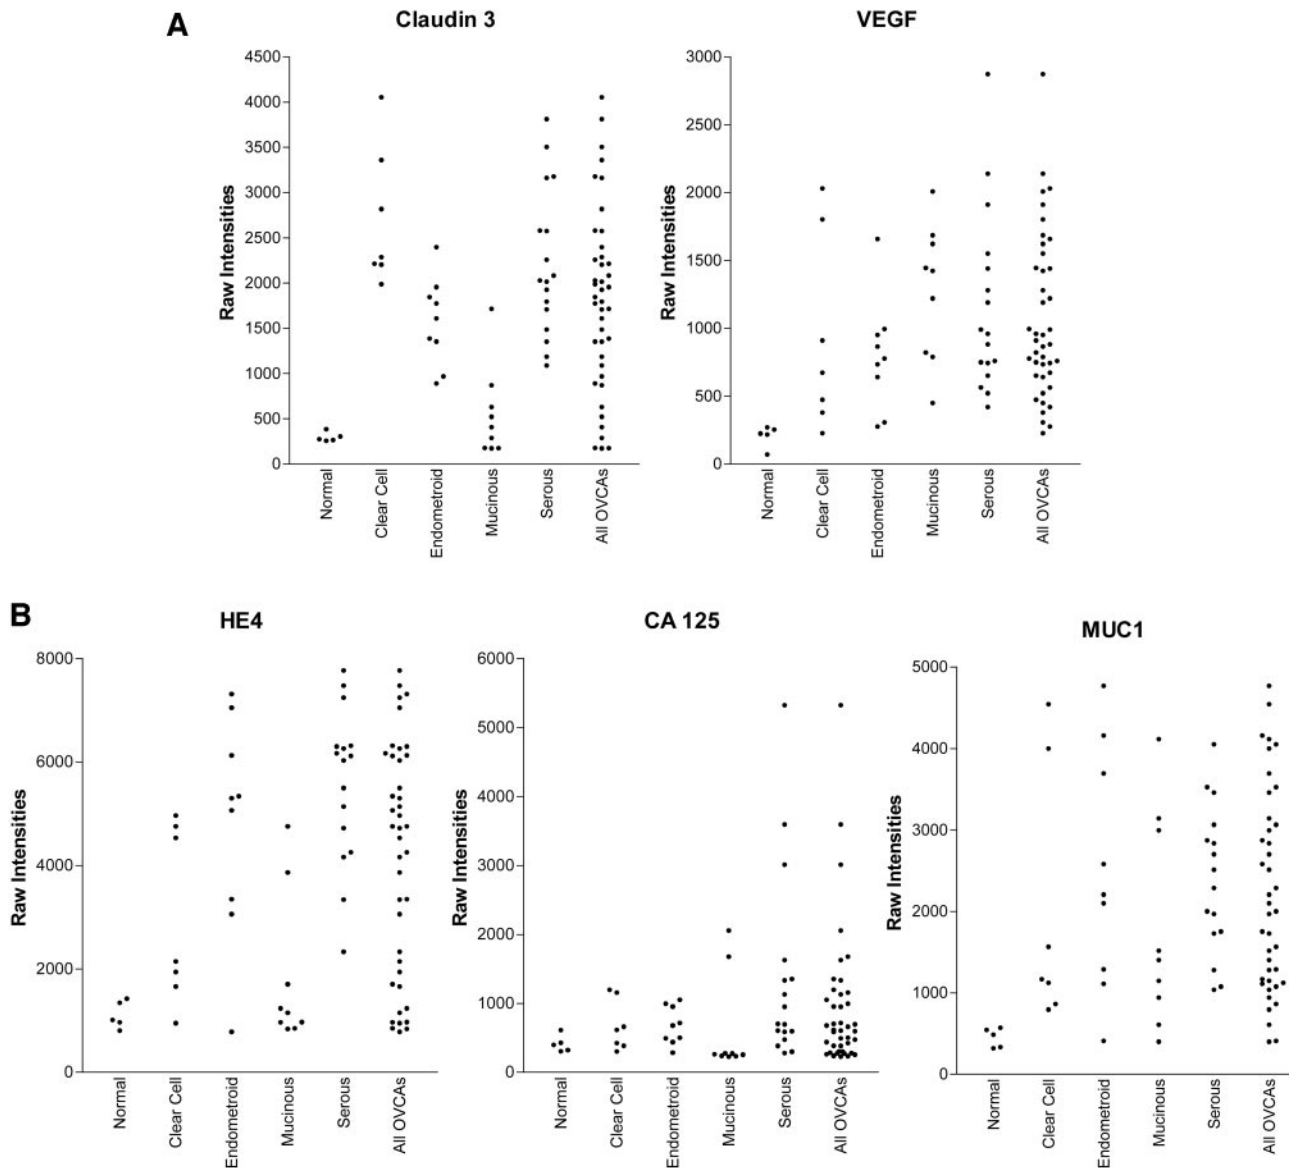 A
Claudin 3
VEGF
Raw Intensities
4500
4000
3500
3000
2500
2000
1500
1000
500
0
Normal
Clear Cell
Endometroid
Mucinous
Serous
All OVCAs
Raw Intensities
3000
2500
2000
1500
1000
500
0
Normal
Clear Cell
Endometroid
Mucinous
Serous
All OVCAs
B
HE4
CA 125
MUC1
Raw Intensities
8000
6000
4000
2000
0
Normal
Clear Cell
Endometroid
Mucinous
Serous
All OVCAs
Raw Intensities
6000
5000
4000
3000
2000
1000
0
Normal
Clear Cell
Endometroid
Mucinous
Serous
All OVCAs
Raw Intensities
5000
4000
3000
2000
1000
0
Normal
Clear Cell
Endometroid
Mucinous
Serous
All OVCAs